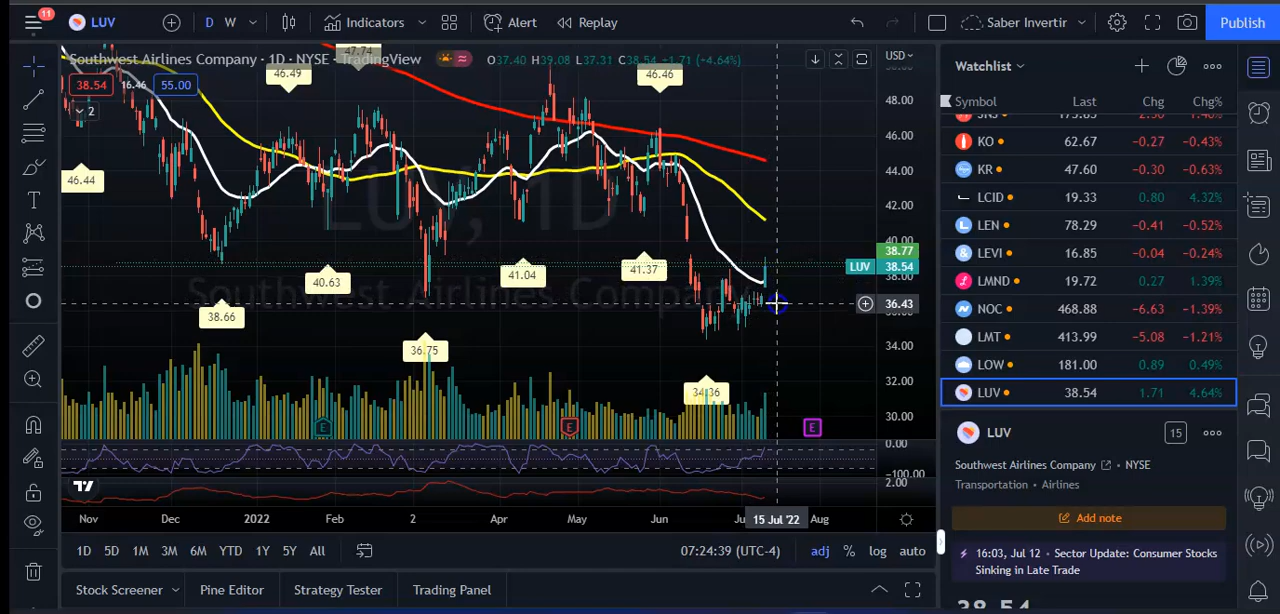 11
LUV
D W
Indicators
Alert
Replay
Saber Invertir
Publish
Southwest Airlines Company · 1D · NYSE TradingView
O37.40 H39.08 L37.31 C38.54 +1.71 (+4.64%)
USD
38.54 16.46 55.00
2
47.74
46.49
46.46
46.44
40.63
41.04
41.37
38.66
36.75
34.36
LUV, 1D
Southwest Airlines Company
48.00
46.00
44.00
42.00
40.00
38.77
LUV 38.54
38.00
36.43
34.00
32.00
30.00
0.00
-100.00
2.00
E
E
E
Nov Dec 2022 Feb 2 Apr May Jun 15 Jul '22 Aug
1D 5D 1M 3M 6M YTD 1Y 5Y All
07:24:39 (UTC-4)
adj % log auto
Stock Screener
Pine Editor
Strategy Tester
Trading Panel
Watchlist
Symbol Last Chg Chg%
KO 62.67 −0.27 −0.43%
KR 47.60 −0.30 −0.63%
LCID 19.33 0.80 4.32%
LEN 78.29 −0.41 −0.52%
LEVI 16.85 −0.04 −0.24%
LMND 19.72 0.27 1.39%
NOC 468.88 −6.63 −1.39%
LMT 413.99 −5.08 −1.21%
LOW 181.00 0.89 0.49%
LUV 38.54 1.71 4.64%
LUV
15
Southwest Airlines Company · NYSE
Transportation · Airlines
Add note
16:03, Jul 12 · Sector Update: Consumer Stocks
Sinking in Late Trade
38.54